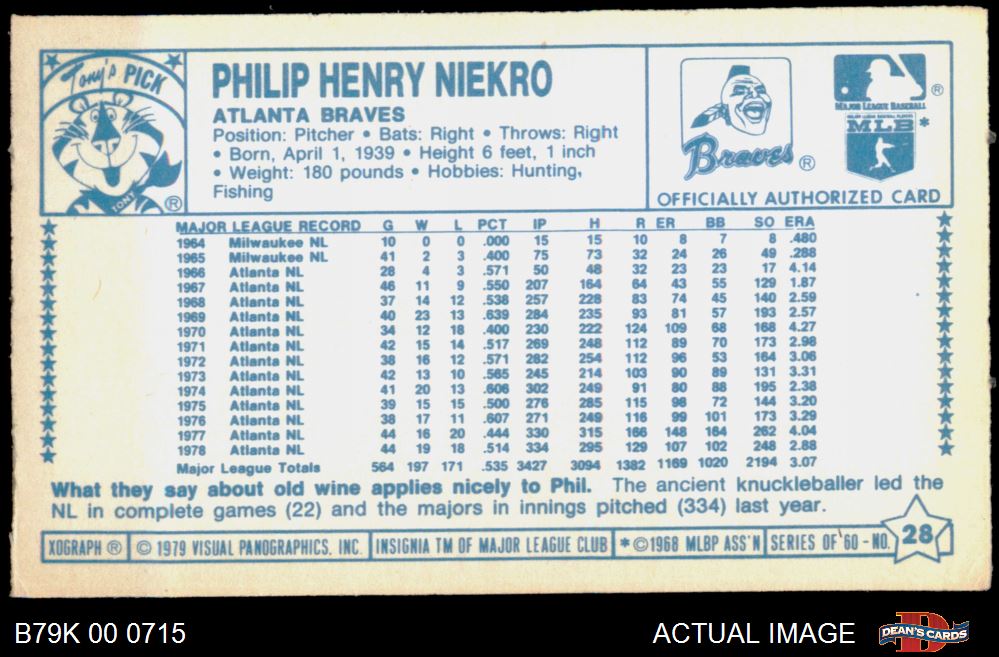 Tony's PICK
TONY
®
PHILIP HENRY NIEKRO
ATLANTA BRAVES
Position: Pitcher • Bats: Right • Throws: Right
• Born, April 1, 1939 • Height 6 feet, 1 inch
• Weight: 180 pounds • Hobbies: Hunting,
Fishing
Braves ®
MAJOR LEAGUE BASEBALL ®
MAJOR LEAGUE BASEBALL PLAYERS
MLB *
OFFICIALLY AUTHORIZED CARD
MAJOR LEAGUE RECORD G W L PCT IP H R ER BB SO ERA
1964 Milwaukee NL 10 0 0 .000 15 15 10 8 7 8 .480
1965 Milwaukee NL 41 2 3 .400 75 73 32 24 26 49 .288
1966 Atlanta NL 28 4 3 .571 50 48 32 23 23 17 4.14
1967 Atlanta NL 46 11 9 .550 207 164 64 43 55 129 1.87
1968 Atlanta NL 37 14 12 .538 257 228 83 74 45 140 2.59
1969 Atlanta NL 40 23 13 .639 284 235 93 81 57 193 2.57
1970 Atlanta NL 34 12 18 .400 230 222 124 109 68 168 4.27
1971 Atlanta NL 42 15 14 .517 269 248 112 89 70 173 2.98
1972 Atlanta NL 38 16 12 .571 282 254 112 96 53 164 3.06
1973 Atlanta NL 42 13 10 .565 245 214 103 90 89 131 3.31
1974 Atlanta NL 41 20 13 .606 302 249 91 80 88 195 2.38
1975 Atlanta NL 39 15 15 .500 276 285 115 98 72 144 3.20
1976 Atlanta NL 38 17 11 .607 271 249 116 99 101 173 3.29
1977 Atlanta NL 44 16 20 .444 330 315 166 148 164 262 4.04
1978 Atlanta NL 44 19 18 .514 334 295 129 107 102 248 2.88
Major League Totals 564 197 171 .535 3427 3094 1382 1169 1020 2194 3.07
What they say about old wine applies nicely to Phil. The ancient knuckleballer led the
NL in complete games (22) and the majors in innings pitched (334) last year.
XOGRAPH ® © 1979 VISUAL PANOGRAPHICS, INC. INSIGNIA TM OF MAJOR LEAGUE CLUB * ©1968 MLBP ASS'N SERIES OF 60 - NO. 28
B79K 00 0715
ACTUAL IMAGE
DEAN'S CARDS